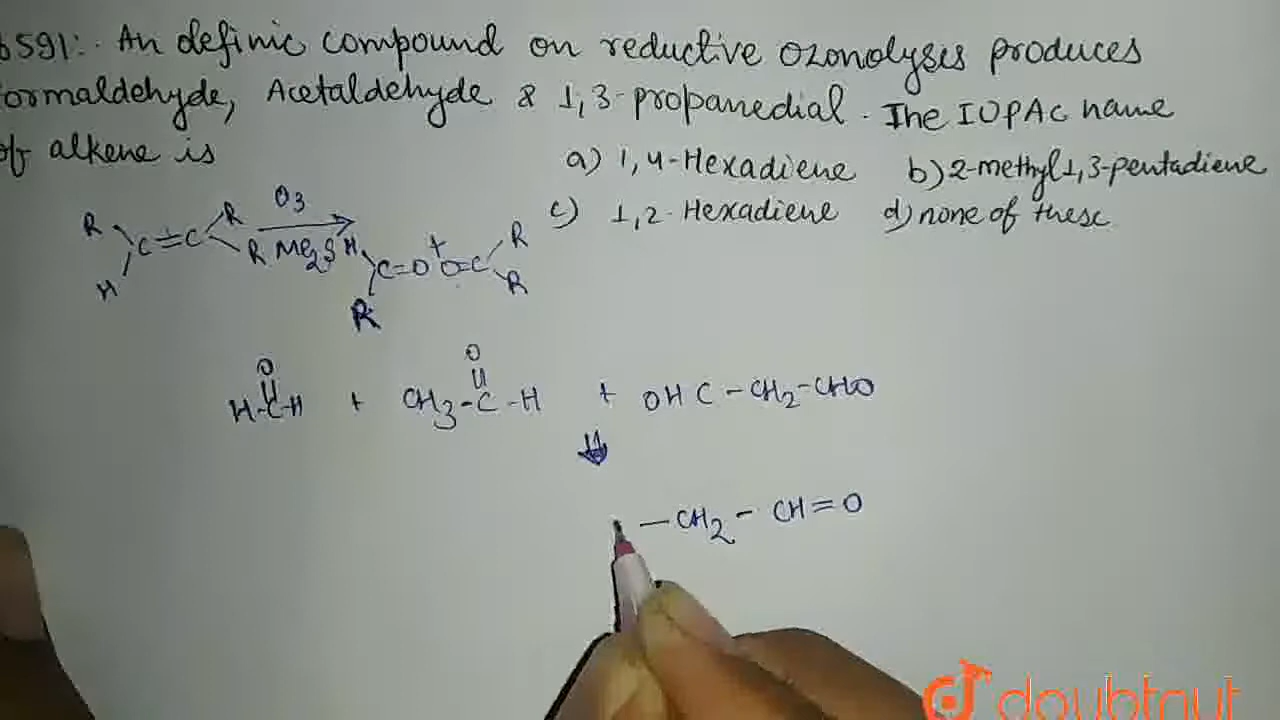 6591:. An definic compound on reductive ozonolyses produces
ormaldehyde, Acetaldehyde & 1,3-propanedial. The IUPAC name
of alkene is
a) 1,4-Hexadiene b) 2-methyl 1,3-pentadiene
c) 1,2-Hexadiene d) none of these
R R O3
C=C
H R Me2S H C=O + O=C R
R R
O O
H-C-H + CH3-C-H + OHC-CH2-CHO
-CH2-CH=O
doubtnut